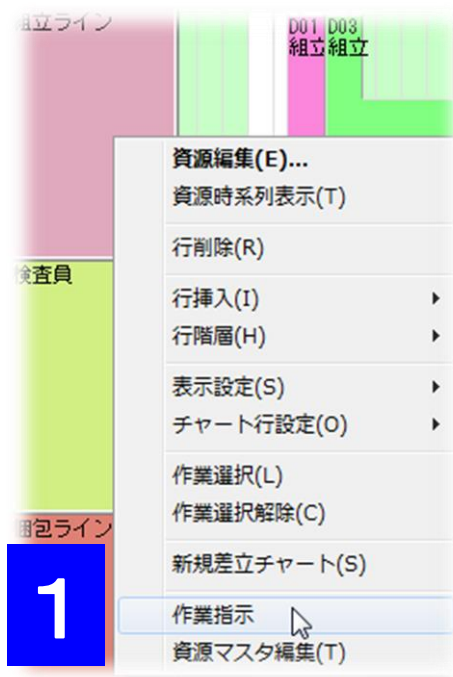 組立ライン
D01 D03
組立 組立
資源編集(E)...
資源時系列表示(T)
行削除(R)
検査員
行挿入(I)
行階層(H)
表示設定(S)
チャート行設定(O)
作業選択(L)
作業選択解除(C)
梱包ライン
新規差立チャート(S)
1
作業指示
資源マスタ編集(T)